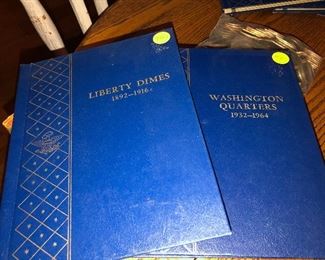 LIBERTY DIMES
1892-1916
WASHINGTON
QUARTERS
1932-1964